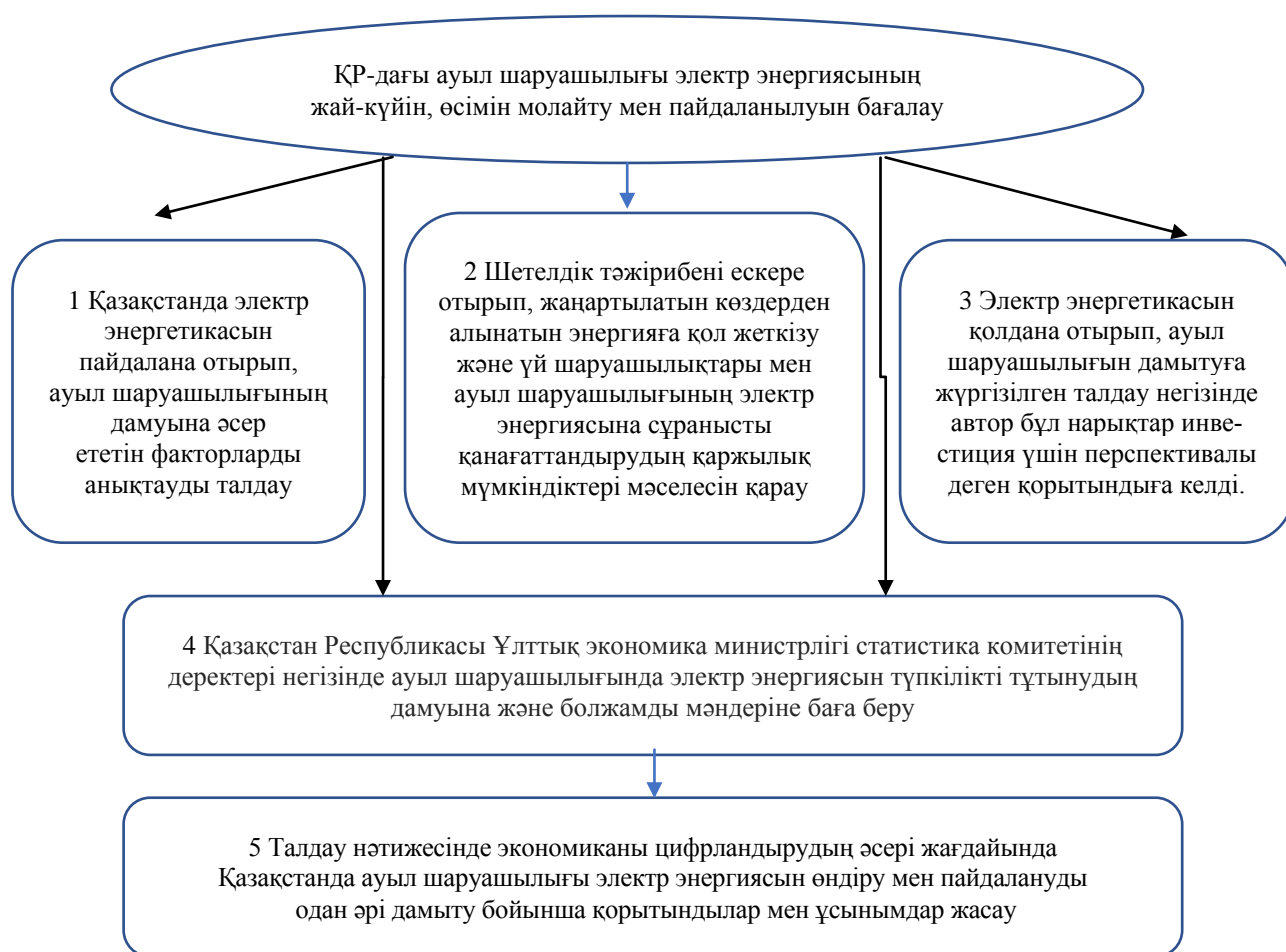 ҚР-дағы ауыл шаруашылығы электр энергиясының
жай-күйін, өсімін молайту мен пайдаланылуын бағалау
1 Қазақстанда электр
энергетикасын
пайдалана отырып,
ауыл шаруашылығының
дамуына әсер
ететін факторларды
анықтауды талдау
2 Шетелдік тәжірибені ескере
отырып, жаңартылатын көздерден
алынатын энергияға қол жеткізу
және үй шаруашылықтары мен
ауыл шаруашылығының электр
энергиясына сұранысты
қанағаттандырудың қаржылық
мүмкіндіктері мәселесін қарау
3 Электр энергетикасын
қолдана отырып, ауыл
шаруашылығын дамытуға
жүргізілген талдау негізінде
автор бұл нарықтар инве-
стиция үшін перспективалы
деген қорытындыға келді.
4 Қазақстан Республикасы Ұлттық экономика министрлігі статистика комитетінің
деректері негізінде ауыл шаруашылығында электр энергиясын түпкілікті тұтынудың
дамуына және болжамды мәндеріне баға беру
5 Талдау нәтижесінде экономиканы цифрландырудың әсері жағдайында
Қазақстанда ауыл шаруашылығы электр энергиясын өндіру мен пайдалануды
одан әрі дамыту бойынша қорытындылар мен ұсынымдар жасау